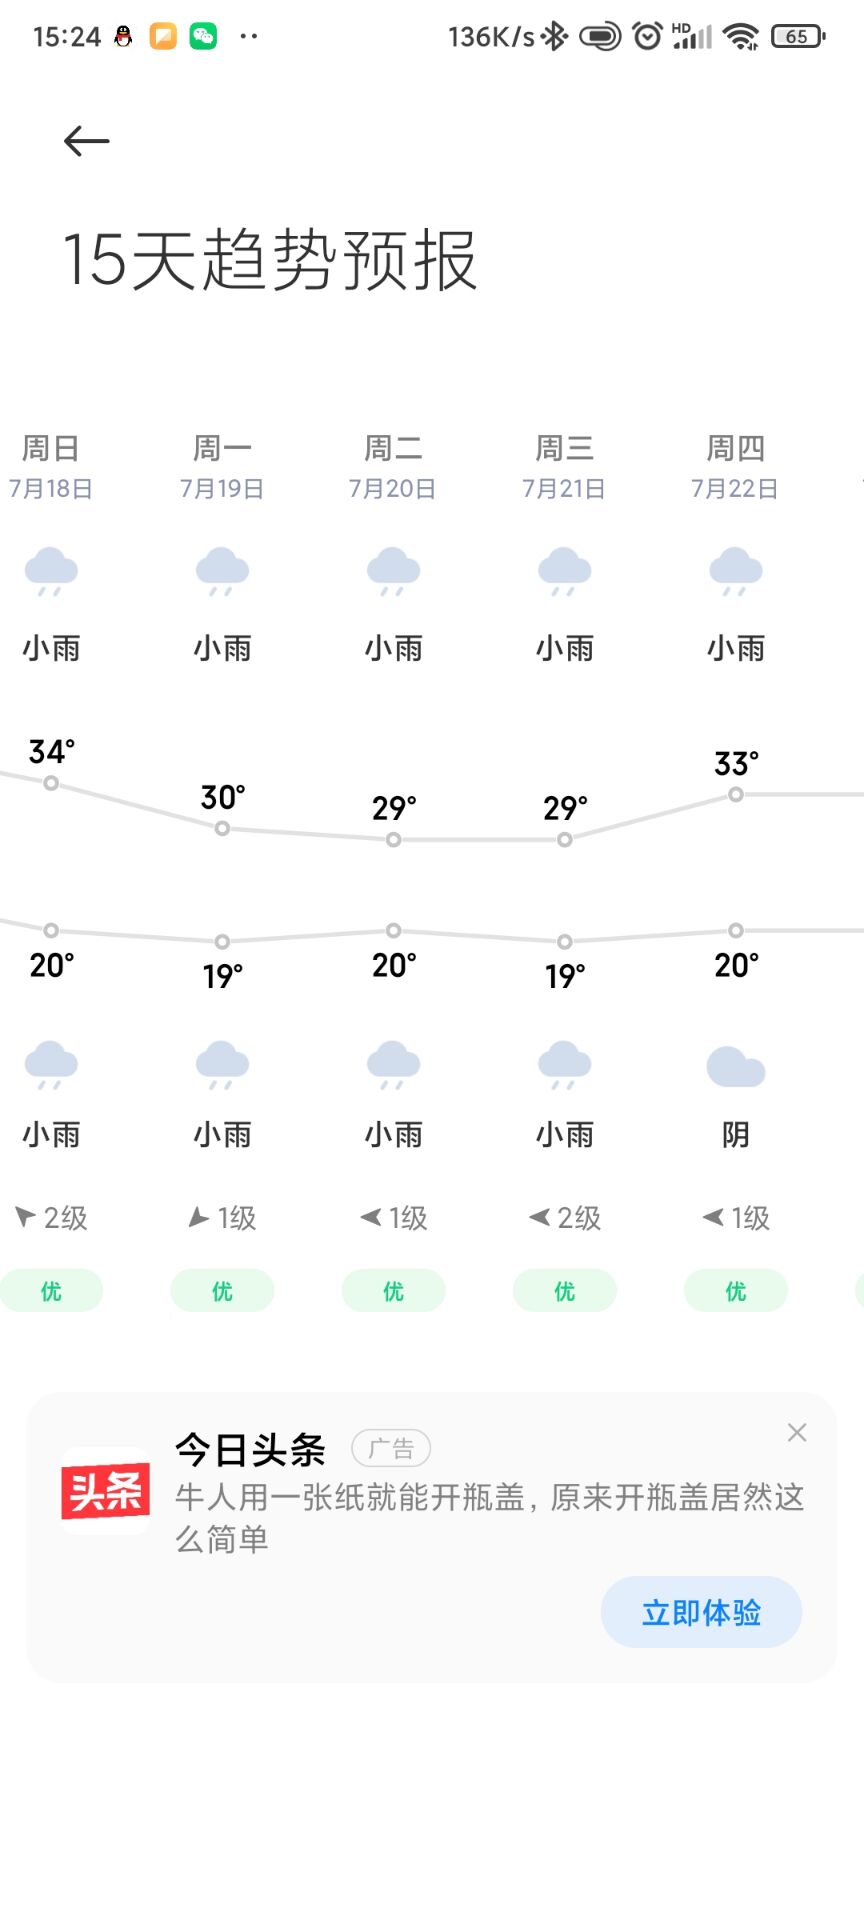 15:24 136K/s HD 65
15天趋势预报
周日 周一 周二 周三 周四
7月18日 7月19日 7月20日 7月21日 7月22日
小雨 小雨 小雨 小雨 小雨
34° 30° 29° 29° 33°
20° 19° 20° 19° 20°
小雨 小雨 小雨 小雨 阴
2级 1级 1级 2级 1级
优 优 优 优 优
头条
今日头条 广告
牛人用一张纸就能开瓶盖，原来开瓶盖居然这
么简单
立即体验